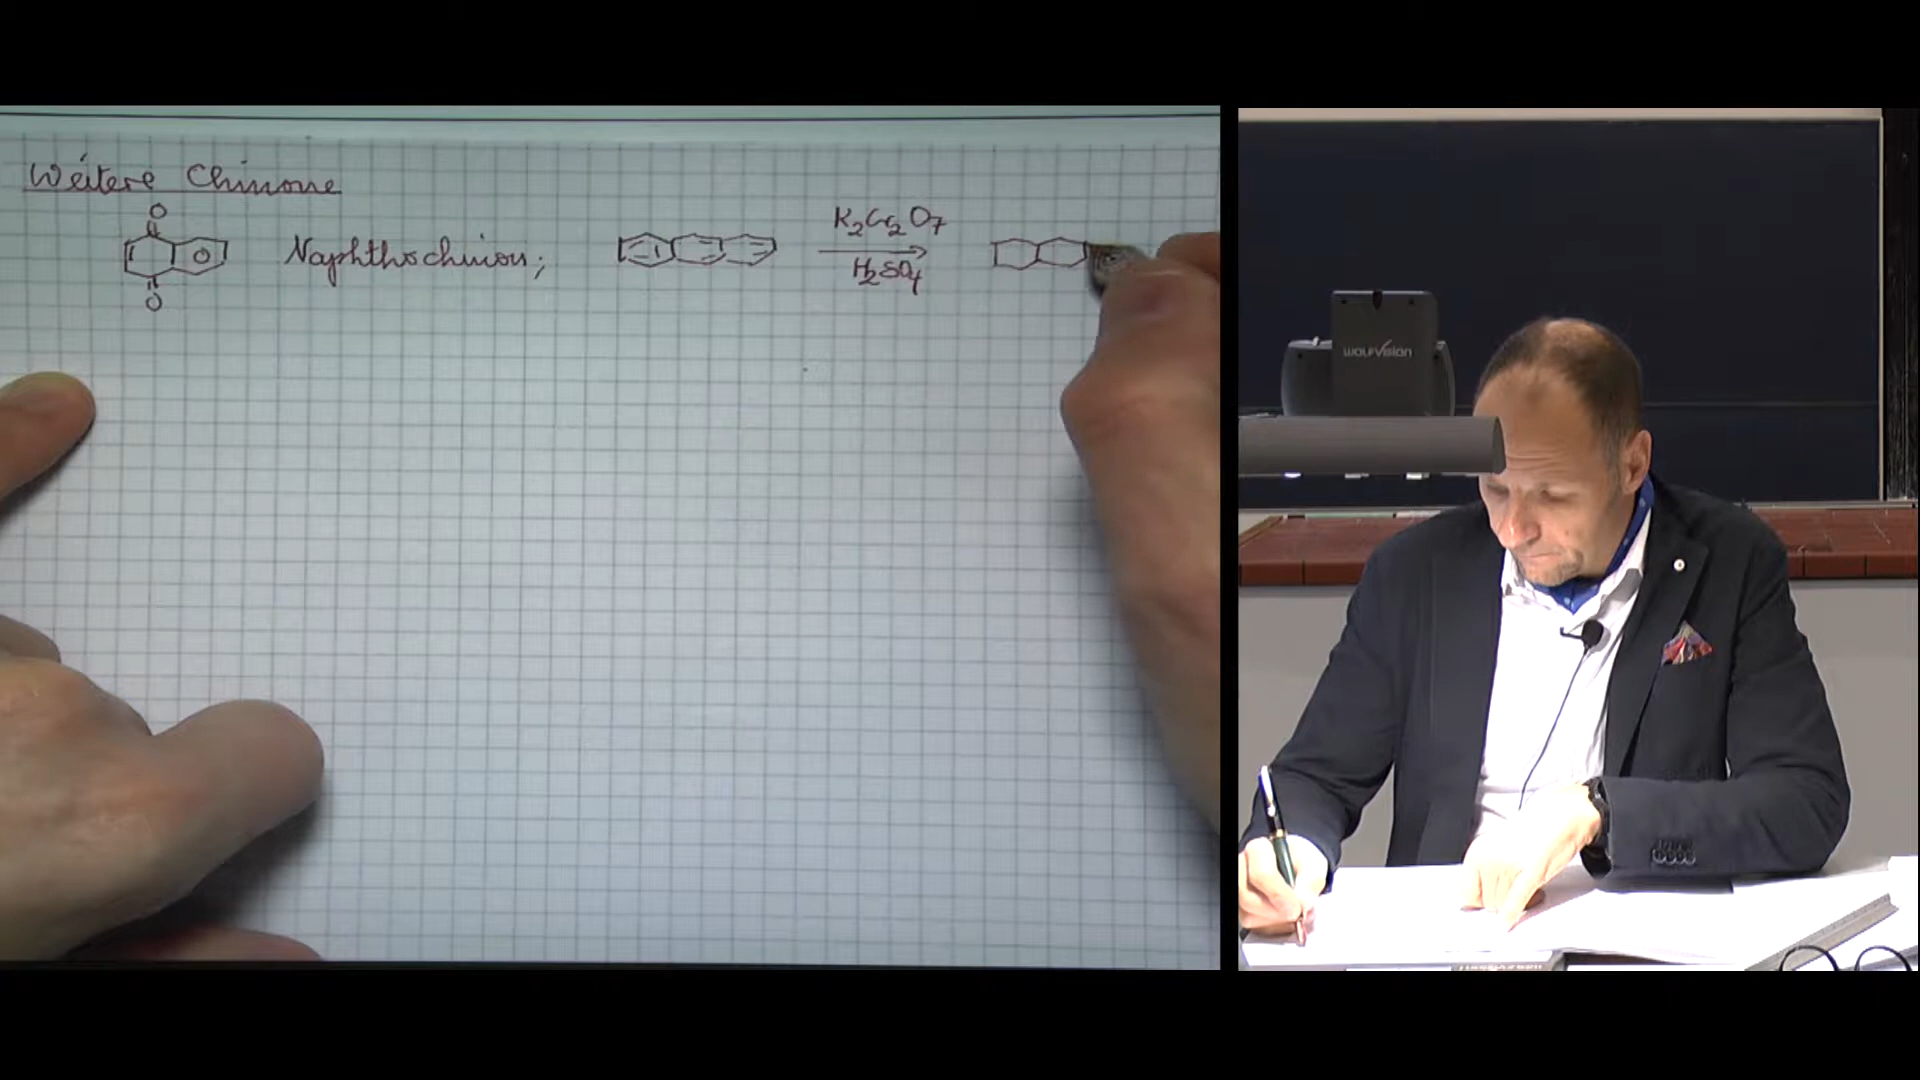 Weitere Chinone
O
K₂Cr₂O₇
Naphthochinon;
H₂SO₄
O
WOLFVISION